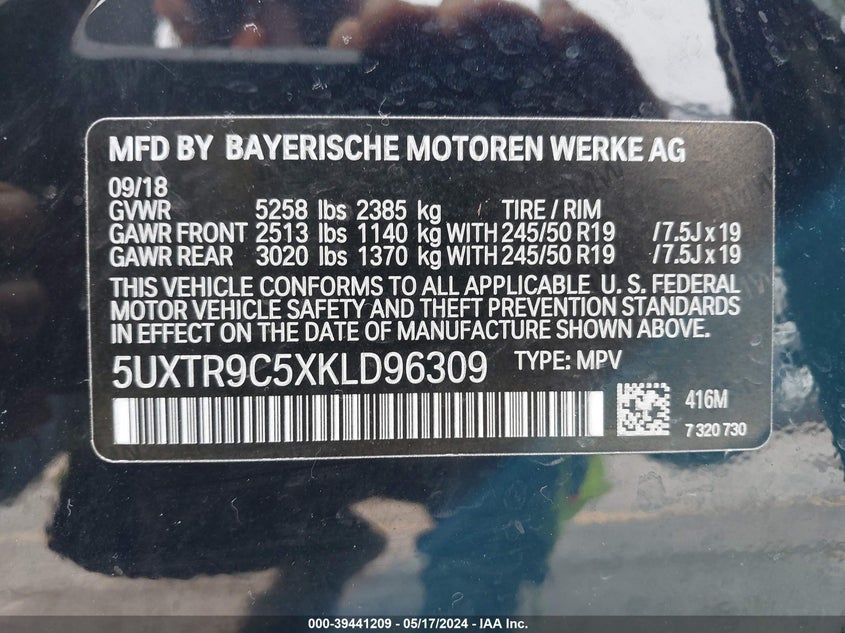 MFD BY BAYERISCHE MOTOREN WERKE AG
09/18
GVWR 5258 lbs 2385 kg TIRE / RIM
GAWR FRONT 2513 lbs 1140 kg WITH 245/50 R19 /7.5J x 19
GAWR REAR 3020 lbs 1370 kg WITH 245/50 R19 /7.5J x 19
THIS VEHICLE CONFORMS TO ALL APPLICABLE U. S. FEDERAL
MOTOR VEHICLE SAFETY AND THEFT PREVENTION STANDARDS
IN EFFECT ON THE DATE OF MANUFACTURE SHOWN ABOVE.
5UXTR9C5XKLD96309 TYPE: MPV
416M
7 320 730
000-39441209 - 05/17/2024 - IAA Inc.